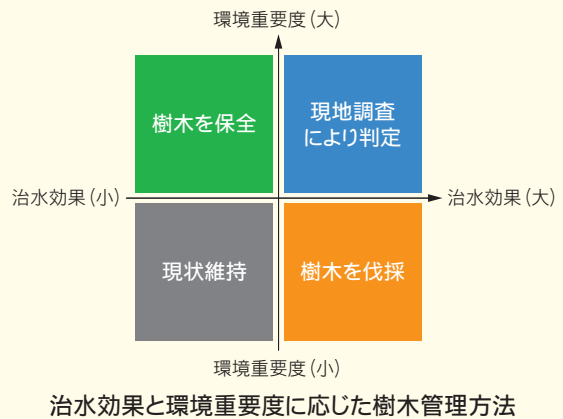 環境重要度(大)
樹木を保全
現地調査
により判定
治水効果(小)
治水効果(大)
現状維持
樹木を伐採
環境重要度(小)
治水効果と環境重要度に応じた樹木管理方法